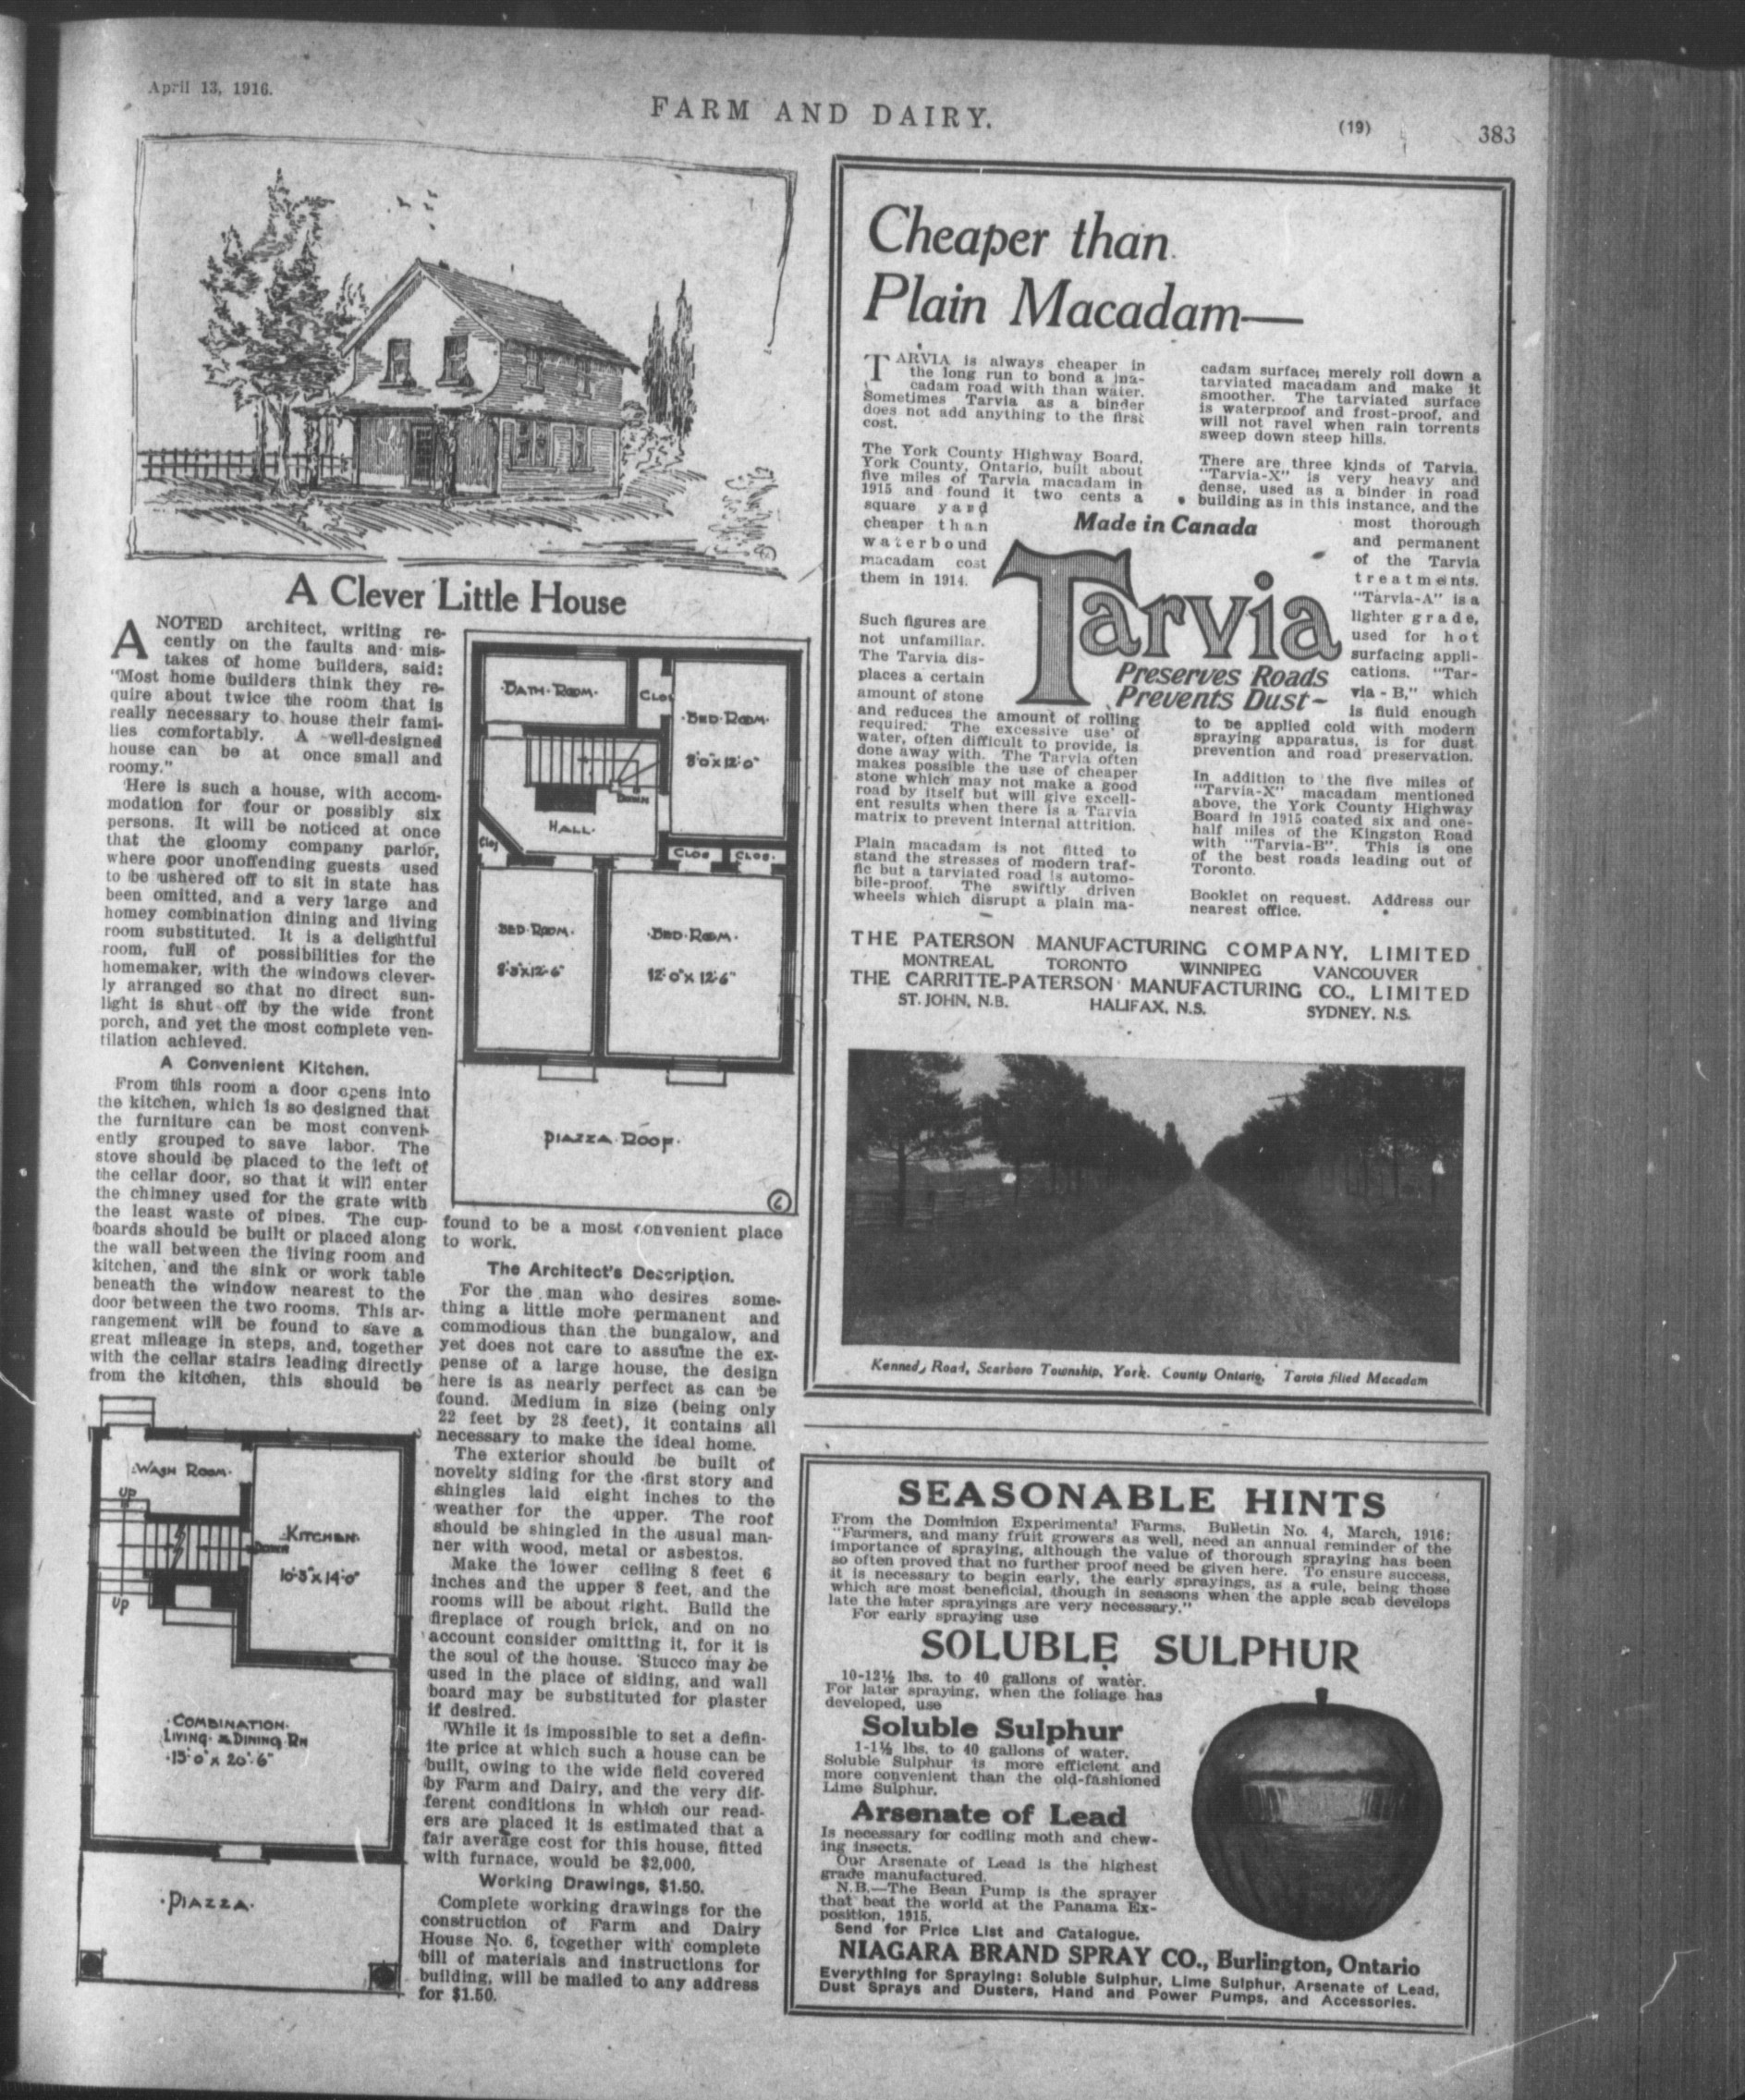 April 13, 1916.
FARM AND DAIRY.
(19)
383
A Clever Little House
A NOTED architect, writing re-
cently on the faults and mis-
takes of home builders, said:
"Most home builders think they re-
quire about twice the room that is
really necessary to house their fami-
lies comfortably. A well-designed
house can be at once small and
roomy."
Here is such a house, with accom-
modation for four or possibly six
persons. It will be noticed at once
that the gloomy company parlor,
where poor unoffending guests used
to be ushered off to sit in state has
been omitted, and a very large and
homey combination dining and living
room substituted. It is a delightful
room, full of possibilities for the
homemaker, with the windows clever-
ly arranged so that no direct sun-
light is shut off by the wide front
porch, and yet the most complete ven-
tilation achieved.
A Convenient Kitchen.
From this room a door opens into
the kitchen, which is so designed that
the furniture can be most conveni-
ently grouped to save labor. The
stove should be placed to the left of
the cellar door, so that it will enter
the chimney used for the grate with
the least waste of pipes. The cup-
boards should be built or placed along
the wall between the living room and
kitchen, and the sink or work table
beneath the window nearest to the
door between the two rooms. This ar-
rangement will be found to save a
great mileage in steps, and, together
with the cellar stairs leading directly
from the kitchen, this should be
WASH ROOM.
UP
KITCHEN.
DOWN
10'-3" x 14'-0"
UP
COMBINATION.
LIVING & DINING RM
15'-0" x 20'-6"
PIAZZA.
BATH ROOM.
CLOS
BED ROOM.
8'0" x 12'0"
DOWN
HALL.
Clos
CLOS
CLOS.
BED ROOM.
8'-3" x 12'-6"
BED ROOM.
12'0" x 12'6"
PIAZZA ROOF.
6
found to be a most convenient place
to work.
The Architect's Description.
For the man who desires some-
thing a little more permanent and
commodious than the bungalow, and
yet does not care to assume the ex-
pense of a large house, the design
here is as nearly perfect as can be
found. Medium in size (being only
22 feet by 28 feet), it contains all
necessary to make the ideal home.
The exterior should be built of
novelty siding for the first story and
shingles laid eight inches to the
weather for the upper. The roof
should be shingled in the usual man-
ner with wood, metal or asbestos.
Make the lower ceiling 8 feet 6
inches and the upper 8 feet, and the
rooms will be about right. Build the
fireplace of rough brick, and on no
account consider omitting it, for it is
the soul of the house. Stucco may be
used in the place of siding, and wall
board may be substituted for plaster
if desired.
While it is impossible to set a defin-
ite price at which such a house can be
built, owing to the wide field covered
by Farm and Dairy, and the very dif-
ferent conditions in which our read-
ers are placed it is estimated that a
fair average cost for this house, fitted
with furnace, would be $2,000.
Working Drawings, $1.50.
Complete working drawings for the
construction of Farm and Dairy
House No. 6, together with complete
bill of materials and instructions for
building, will be mailed to any address
for $1.50.
Cheaper than
Plain Macadam—
TARVIA is always cheaper in
the long run to bond a ma-
cadam road with than water.
Sometimes Tarvia as a binder
does not add anything to the first
cost.
The York County Highway Board,
York County, Ontario, built about
five miles of Tarvia macadam in
1915 and found it two cents a
square yard
cheaper than
waterbound
macadam cost
them in 1914.
Such figures are
not unfamiliar.
The Tarvia dis-
places a certain
amount of stone
and reduces the amount of rolling
required. The excessive use of
water, often difficult to provide, is
done away with. The Tarvia often
makes possible the use of cheaper
stone which may not make a good
road by itself but will give excell-
ent results when there is a Tarvia
matrix to prevent internal attrition.
Plain macadam is not fitted to
stand the stresses of modern traf-
fic but a tarviated road is automo-
bile-proof. The swiftly driven
wheels which disrupt a plain ma-
Made in Canada
Tarvia
Preserves Roads
Prevents Dust~
cadam surface; merely roll down a
tarviated macadam and make it
smoother. The tarviated surface
is waterproof and frost-proof, and
will not ravel when rain torrents
sweep down steep hills.
There are three kinds of Tarvia.
"Tarvia-X" is very heavy and
dense, used as a binder in road
building as in this instance, and the
most thorough
and permanent
of the Tarvia
treatments.
"Tarvia-A" is a
lighter grade,
used for hot
surfacing appli-
cations. "Tar-
via - B," which
is fluid enough
to be applied cold with modern
spraying apparatus, is for dust
prevention and road preservation.
In addition to the five miles of
"Tarvia-X" macadam mentioned
above, the York County Highway
Board in 1915 coated six and one-
half miles of the Kingston Road
with "Tarvia-B". This is one
of the best roads leading out of
Toronto.
Booklet on request. Address our
nearest office.
THE PATERSON MANUFACTURING COMPANY, LIMITED
MONTREAL TORONTO WINNIPEG VANCOUVER
THE CARRITTE-PATERSON MANUFACTURING CO., LIMITED
ST. JOHN, N.B. HALIFAX, N.S. SYDNEY, N.S.
Kennedy Road, Scarboro Township, York County Ontario, Tarvia filled Macadam
SEASONABLE HINTS
From the Dominion Experimental Farms, Bulletin No. 4, March, 1916:
"Farmers, and many fruit growers as well, need an annual reminder of the
importance of spraying, although the value of thorough spraying has been
so often proved that no further proof need be given here. To ensure success,
it is necessary to begin early, the early sprayings, as a rule, being those
which are most beneficial, though in seasons when the apple scab develops
late the later sprayings are very necessary."
For early spraying use
SOLUBLE SULPHUR
10-12½ lbs. to 40 gallons of water.
For later spraying, when the foliage has
developed, use
Soluble Sulphur
1-1½ lbs. to 40 gallons of water.
Soluble Sulphur is more efficient and
more convenient than the old-fashioned
Lime Sulphur.
Arsenate of Lead
Is necessary for codling moth and chew-
ing insects.
Our Arsenate of Lead is the highest
grade manufactured.
N.B.—The Bean Pump is the sprayer
that beat the world at the Panama Ex-
position, 1915.
Send for Price List and Catalogue.
NIAGARA BRAND SPRAY CO., Burlington, Ontario
Everything for Spraying: Soluble Sulphur, Lime Sulphur, Arsenate of Lead,
Dust Sprays and Dusters, Hand and Power Pumps, and Accessories.